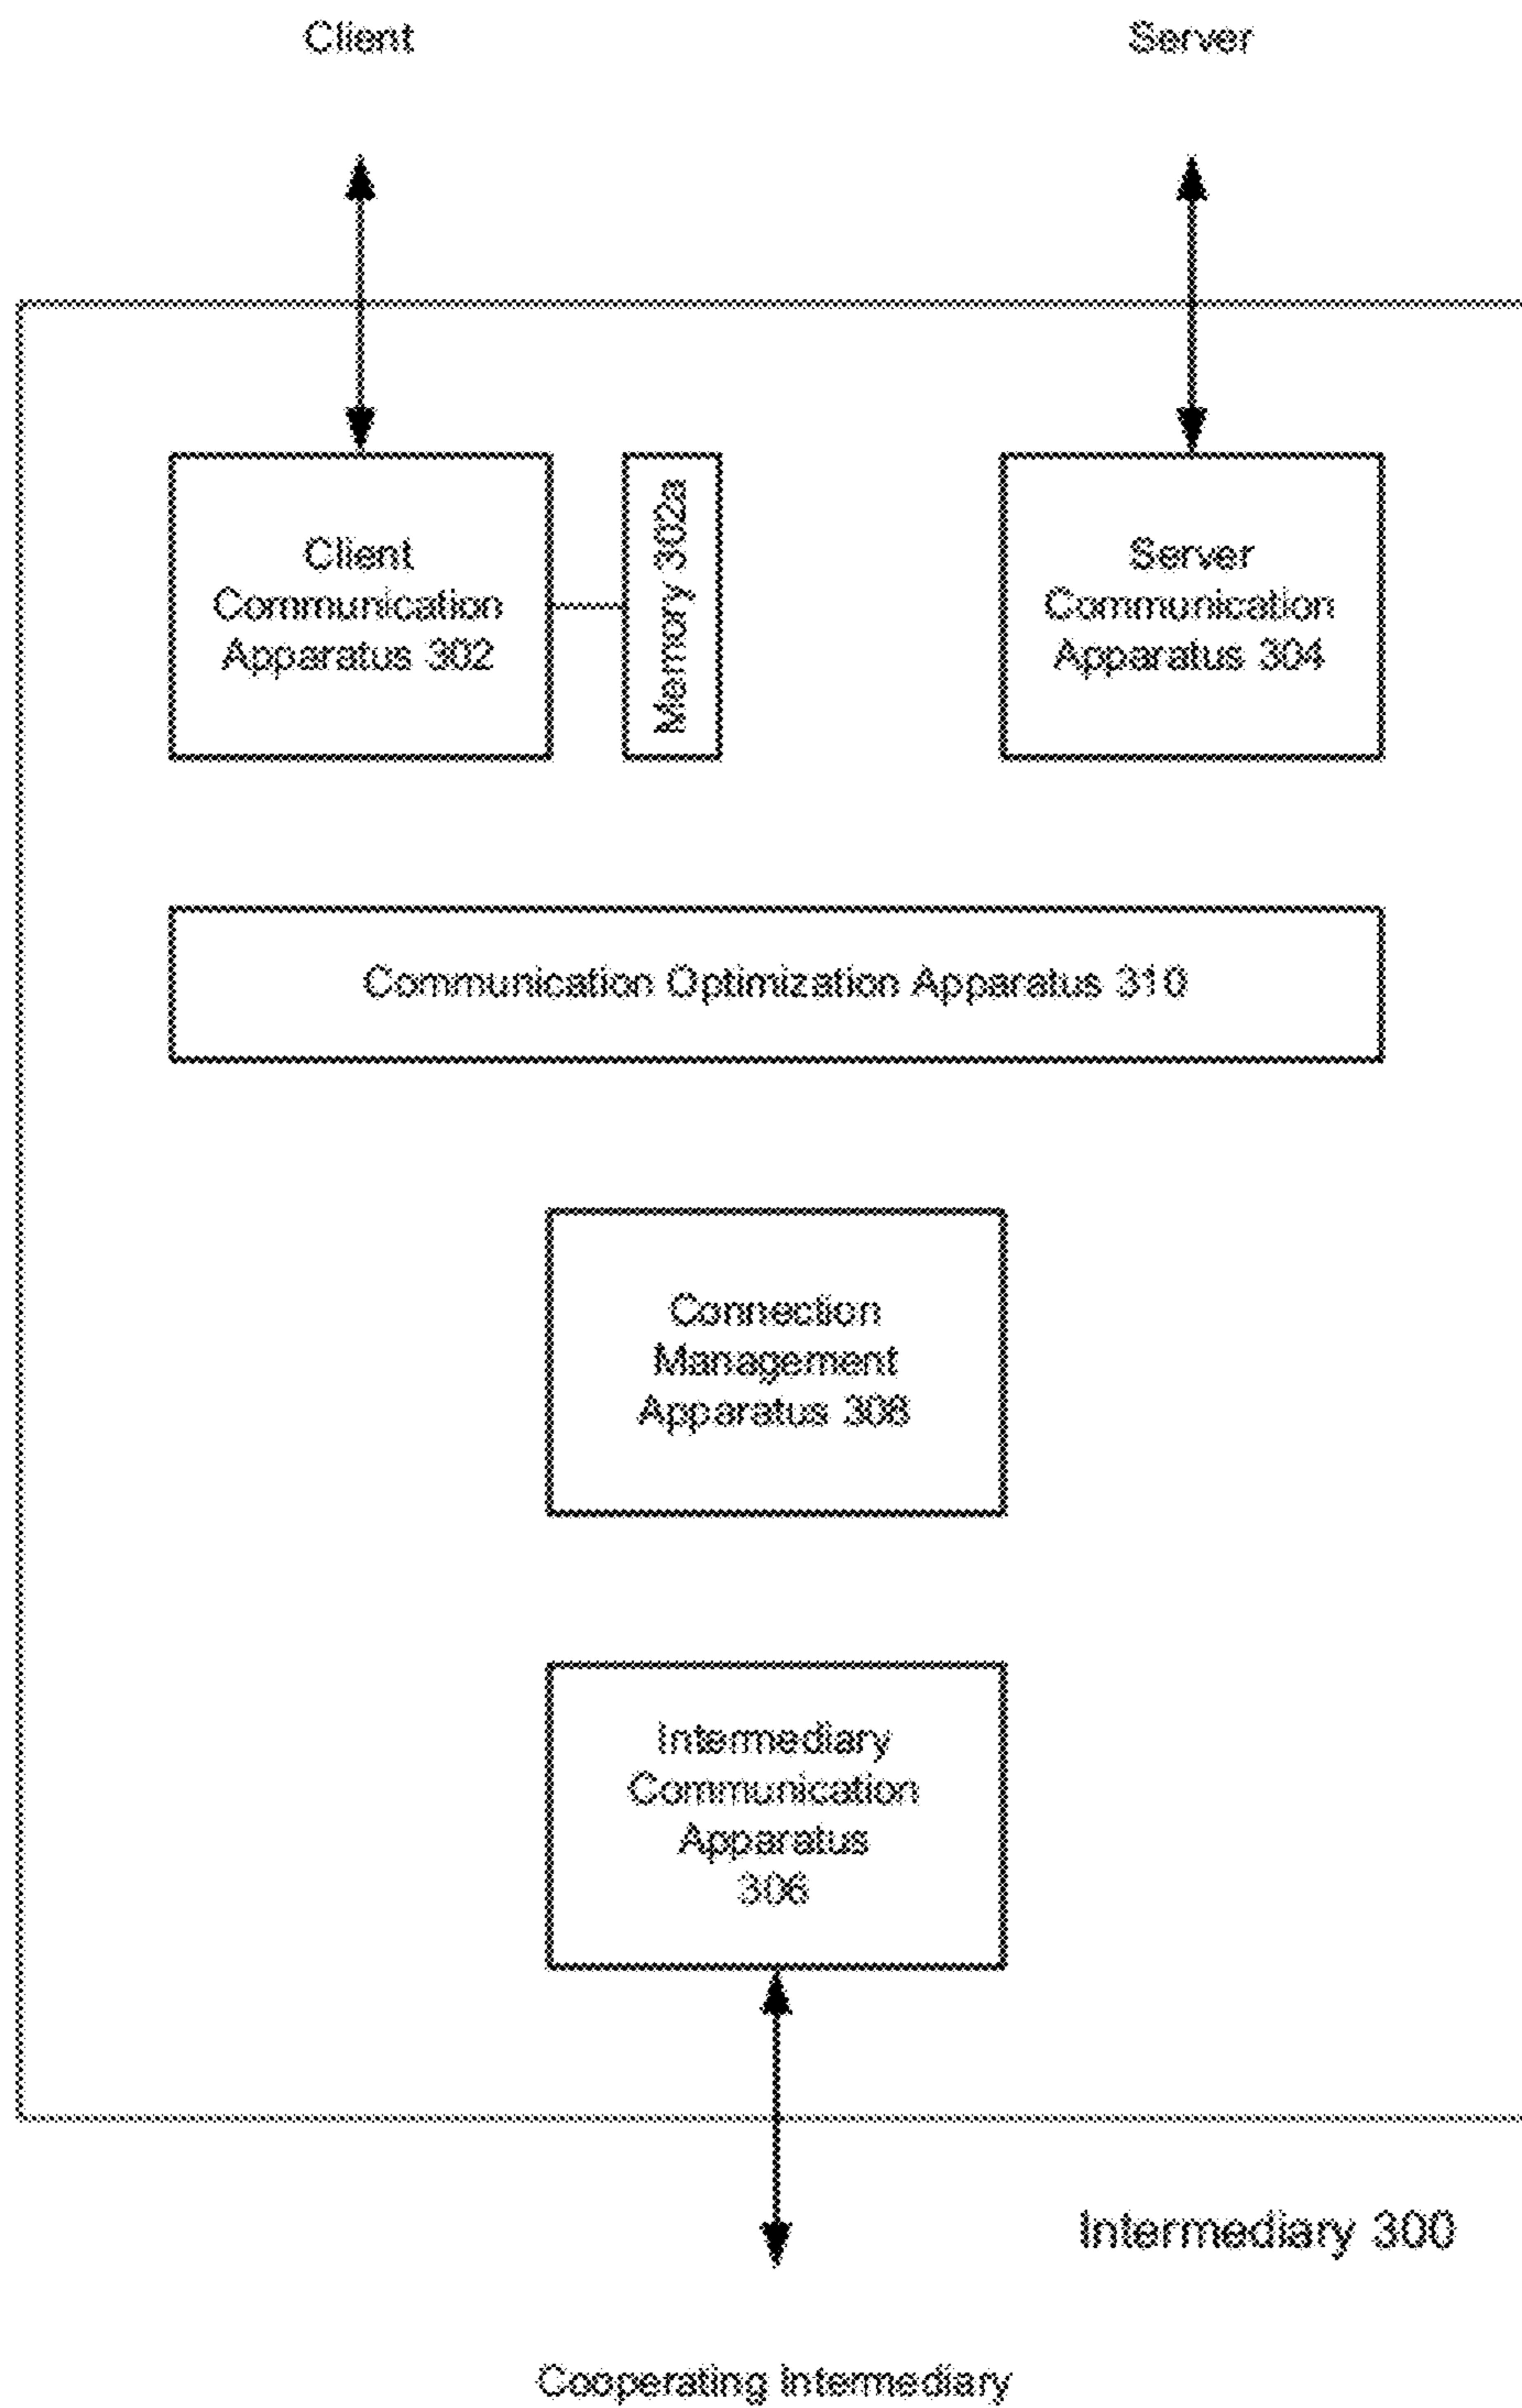 Client
Server
Client
Communication
Apparatus 302
Memory 302a
Server
Communication
Apparatus 304
Communication Optimization Apparatus 310
Connection
Management
Apparatus 308
Intermediary
Communication
Apparatus
306
Intermediary 300
Cooperating Intermediary